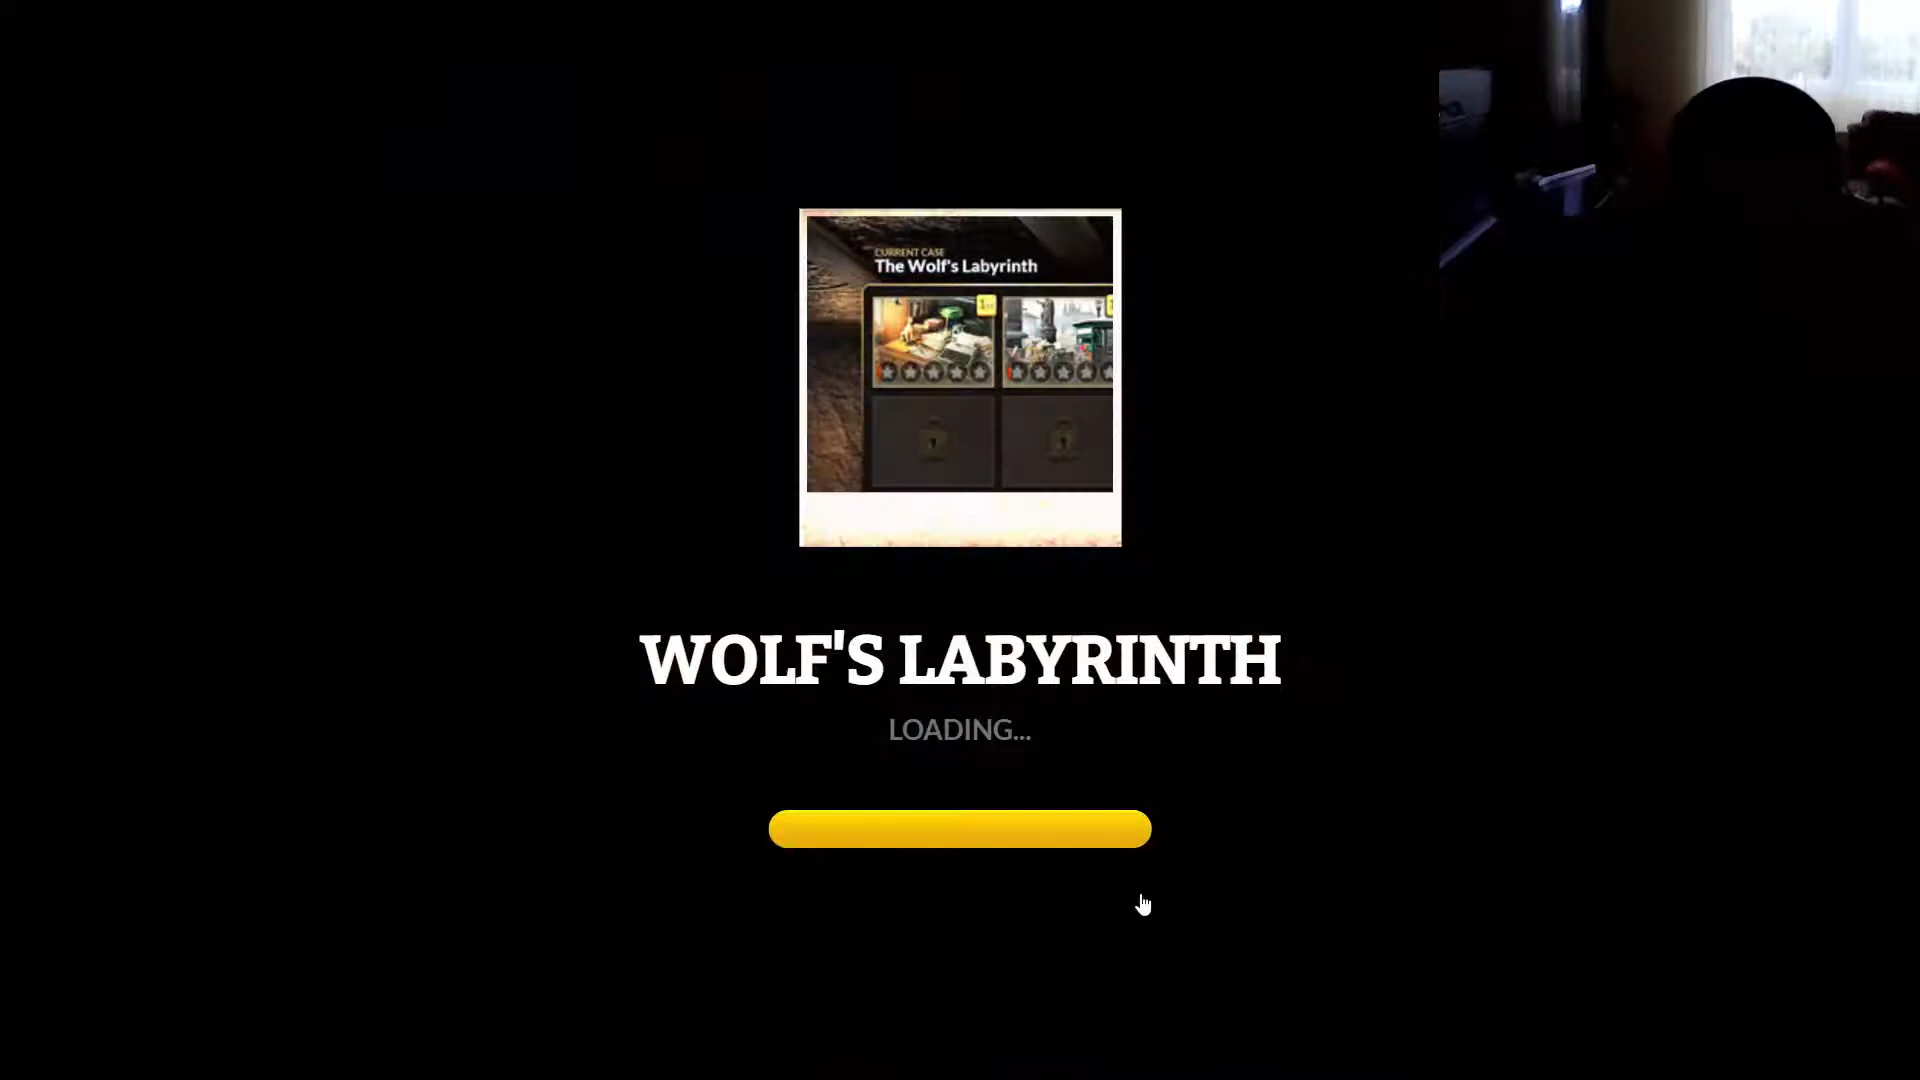 CURRENT CASE
The Wolf's Labyrinth
WOLF'S LABYRINTH
LOADING...